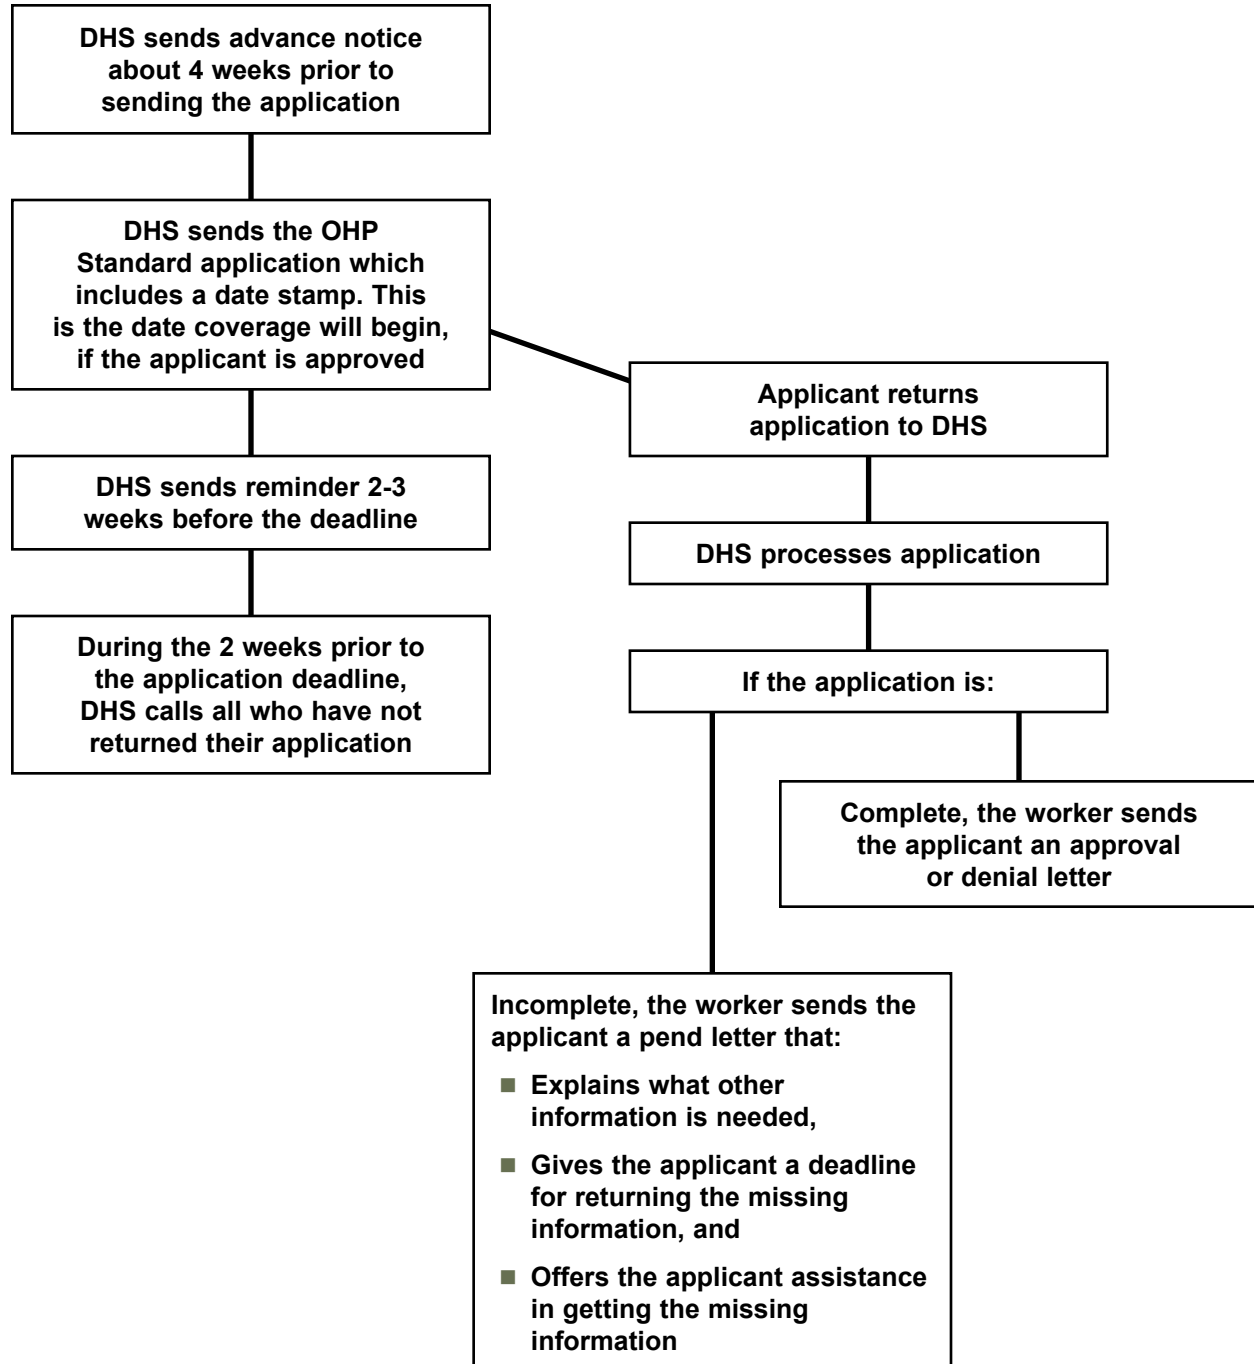 DHS sends advance notice
about 4 weeks prior to
sending the application
DHS sends the OHP
Standard application which
includes a date stamp. This
is the date coverage will begin,
if the applicant is approved
DHS sends reminder 2-3
weeks before the deadline
During the 2 weeks prior to
the application deadline,
DHS calls all who have not
returned their application
Applicant returns
application to DHS
DHS processes application
If the application is:
Complete, the worker sends
the applicant an approval
or denial letter
Incomplete, the worker sends the
applicant a pend letter that:
■ Explains what other
information is needed,
■ Gives the applicant a deadline
for returning the missing
information, and
■ Offers the applicant assistance
in getting the missing
information